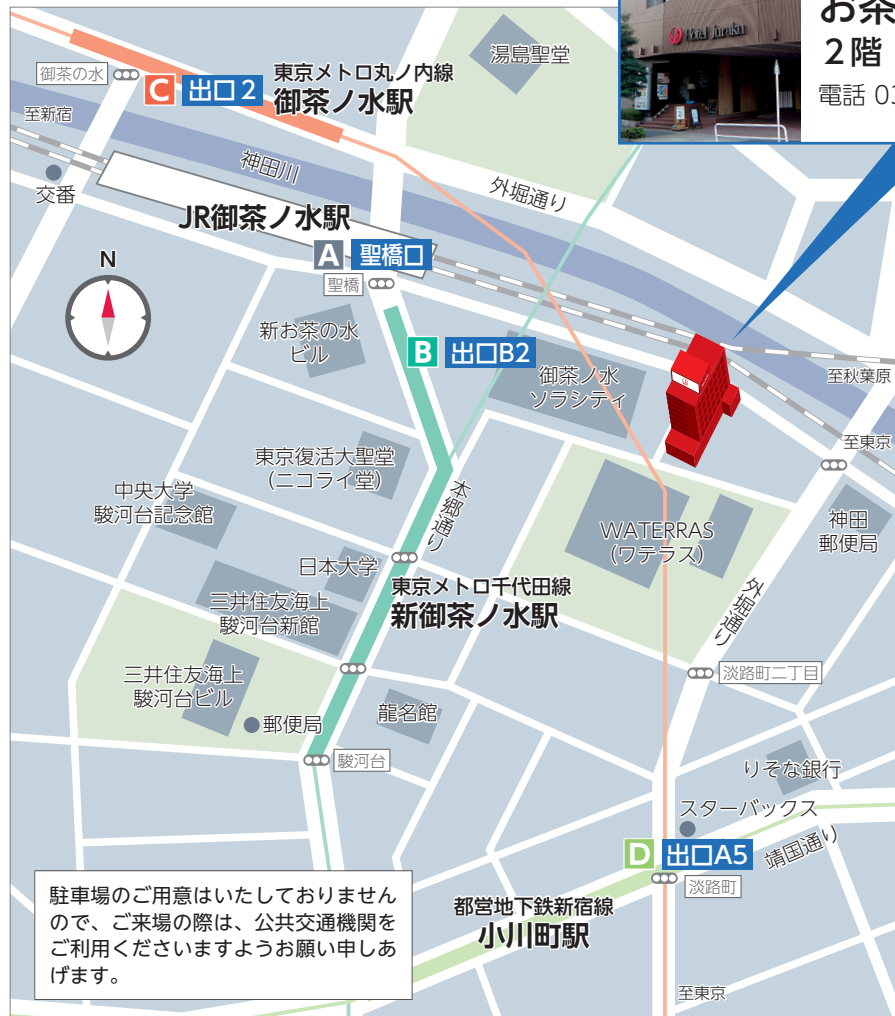 Hotel Juraku
お茶
2階
電話 03
御茶の水
C 出口2
東京メトロ丸ノ内線
御茶ノ水駅
湯島聖堂
至新宿
神田川
外堀通り
交番
JR御茶ノ水駅
A 聖橋口
聖橋
N
新お茶の水
ビル
B 出口B2
御茶ノ水
ソラシティ
至秋葉原
至東京
東京復活大聖堂
(ニコライ堂)
本郷通り
中央大学
駿河台記念館
WATERRAS
(ワテラス)
神田
郵便局
日本大学
東京メトロ千代田線
新御茶ノ水駅
外堀通り
三井住友海上
駿河台新館
三井住友海上
駿河台ビル
淡路町二丁目
郵便局
龍名館
駿河台
りそな銀行
スターバックス
D 出口A5
靖国通り
淡路町
都営地下鉄新宿線
小川町駅
至東京
駐車場のご用意はいたしておりません
ので、ご来場の際は、公共交通機関を
ご利用くださいますようお願い申しあ
げます。